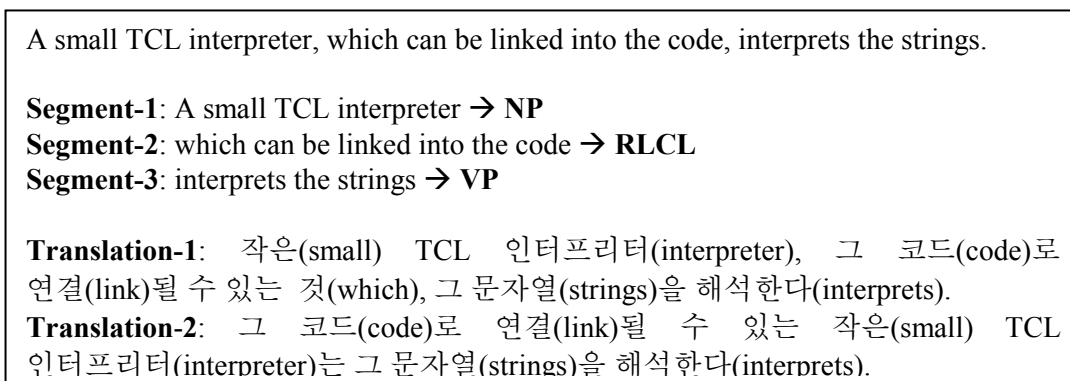 A small TCL interpreter, which can be linked into the code, interprets the strings.
Segment-1: A small TCL interpreter → NP
Segment-2: which can be linked into the code → RLCL
Segment-3: interprets the strings → VP
Translation-1: 작은(small) TCL 인터프리터(interpreter), 그 코드(code)로
연결(link)될 수 있는 것(which), 그 문자열(strings)을 해석한다(interprets).
Translation-2: 그 코드(code)로 연결(link)될 수 있는 작은(small) TCL
인터프리터(interpreter)는 그 문자열(strings)을 해석한다(interprets).